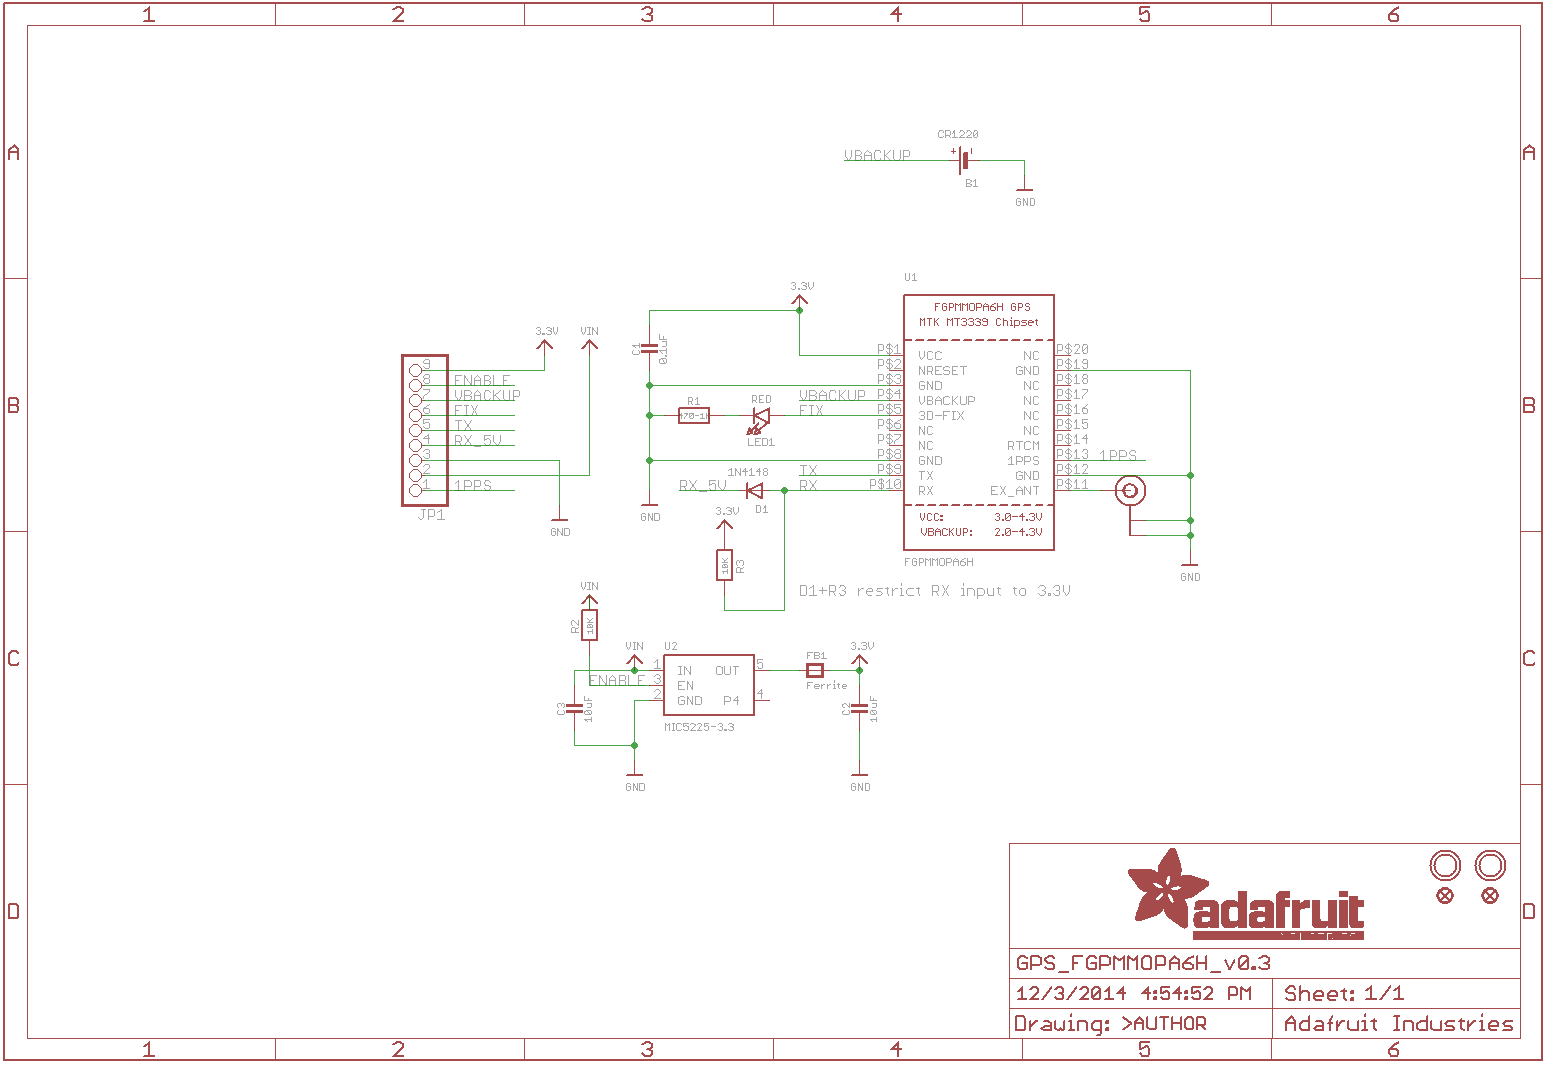 1 2 3 4 5 6
A A
CR1220
VBACKUP + -
B1
GND
B B
U1
3.3V
FGPMMOPA6H GPS
MTK MT3339 Chipset
3.3V VIN
C1 0.1uF
P$1 VCC NC P$20
P$2 NRESET GND P$19
P$3 GND NC P$18
VBACKUP P$4 VBACKUP NC P$17
FIX P$5 3D-FIX NC P$16
P$6 NC NC P$15
P$7 NC RTCM P$14
P$8 GND 1PPS P$13 1PPS
TX P$9 TX GND P$12
RX P$10 RX EX_ANT P$11
VCC: 3.0-4.3V
VBACKUP: 2.0-4.3V
FGPMMOPA6H
9
8 ENABLE
7 VBACKUP
6 FIX
5 TX
4 RX_5V
3
2
1 1PPS
JP1
GND
R1 RED
470-1K
LED1
1N4148
RX_5V
D1
GND
3.3V
10K R3
GND
D1+R3 restrict RX input to 3.3V
C C
VIN
R2 10K
VIN U2
1 IN OUT 5
ENABLE 3 EN
2 GND P4 4
MIC5225-3.3
FB1
Ferrite
3.3V
C3 10uF
C2 10uF
GND GND
D D
adafruit
GPS_FGPMMOPA6H_v0.3
12/3/2014 4:54:52 PM Sheet: 1/1
Drawing: >AUTHOR Adafruit Industries
1 2 3 4 5 6